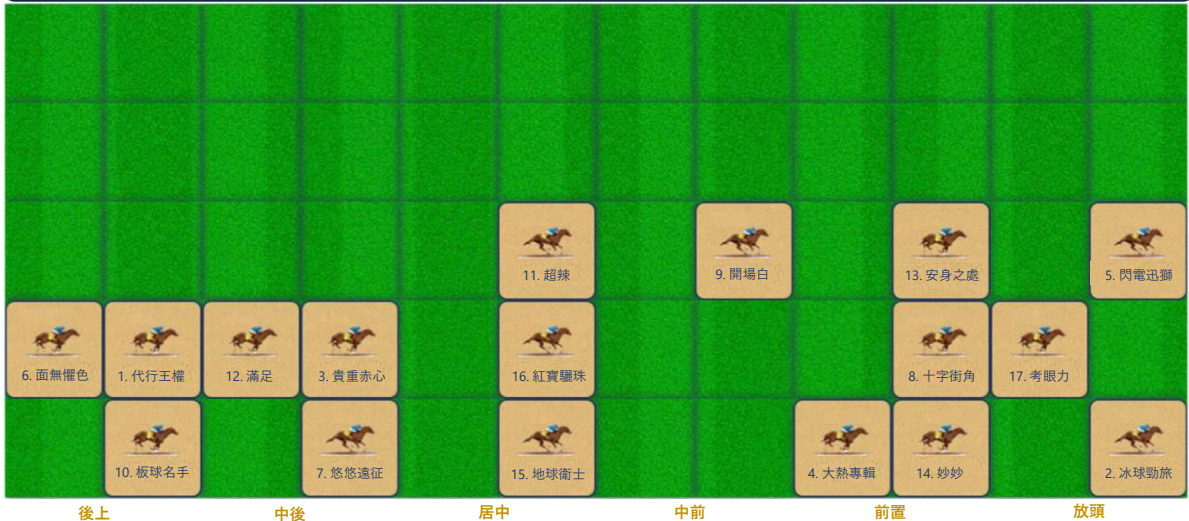 11. 超辣
9. 開場白
13. 安身之處
5. 閃電迅獅
6. 面無懼色
1. 代行王權
12. 滿足
3. 貴重赤心
16. 紅寶驪珠
8. 十字街角
17. 考眼力
10. 板球名手
7. 悠悠遠征
15. 地球衛士
4. 大熱專輯
14. 妙妙
2. 冰球勁旅
後上
中後
居中
中前
前置
放頭